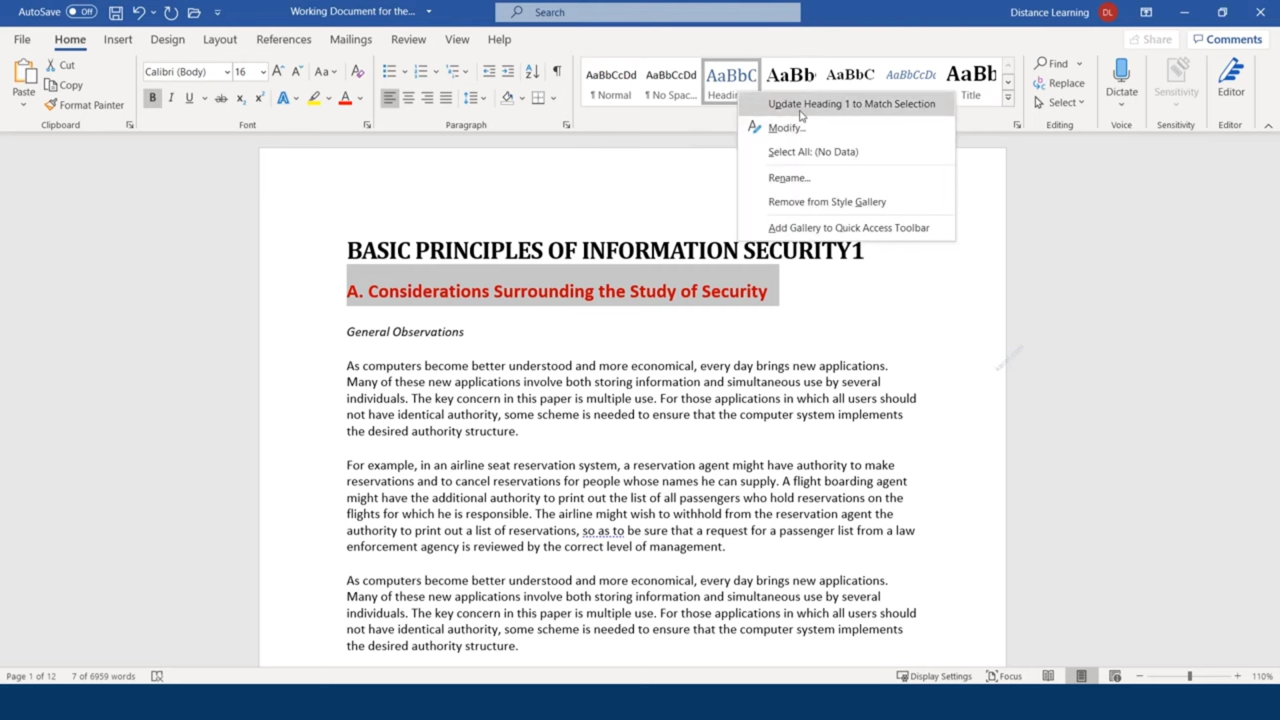 AutoSave Off Working Document for the... Search Distance Learning DL
File Home Insert Design Layout References Mailings Review View Help Share Comments
Paste Cut Copy Format Painter Clipboard
Calibri (Body) 16 Aa Font
B I U ab x₂ x² A A
Paragraph
AaBbCcDd AaBbCcDd AaBbC AaBb AaBbC AaBbCcD AaBb
¶ Normal ¶ No Spac... Title
Find Replace Select Editing
Dictate Voice Sensitivity Sensitivity Editor Editor
Update Heading 1 to Match Selection
Modify...
Select All: (No Data)
Rename...
Remove from Style Gallery
Add Gallery to Quick Access Toolbar
BASIC PRINCIPLES OF INFORMATION SECURITY1
A. Considerations Surrounding the Study of Security
General Observations
As computers become better understood and more economical, every day brings new applications.
Many of these new applications involve both storing information and simultaneous use by several
individuals. The key concern in this paper is multiple use. For those applications in which all users should
not have identical authority, some scheme is needed to ensure that the computer system implements
the desired authority structure.
For example, in an airline seat reservation system, a reservation agent might have authority to make
reservations and to cancel reservations for people whose names he can supply. A flight boarding agent
might have the additional authority to print out the list of all passengers who hold reservations on the
flights for which he is responsible. The airline might wish to withhold from the reservation agent the
authority to print out a list of reservations, so as to be sure that a request for a passenger list from a law
enforcement agency is reviewed by the correct level of management.
As computers become better understood and more economical, every day brings new applications.
Many of these new applications involve both storing information and simultaneous use by several
individuals. The key concern in this paper is multiple use. For those applications in which all users should
not have identical authority, some scheme is needed to ensure that the computer system implements
the desired authority structure.
Page 1 of 12 7 of 6959 words Display Settings Focus 110%